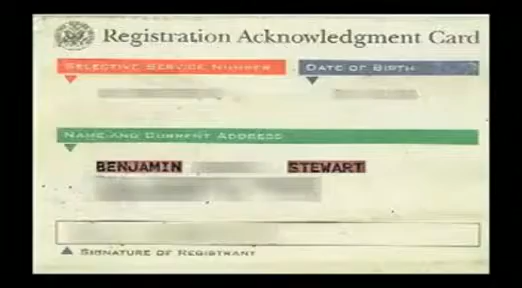 Registration Acknowledgment Card
SELECTIVE SERVICE NUMBER DATE OF BIRTH
NAME AND CURRENT ADDRESS
BENJAMIN STEWART
SIGNATURE OF REGISTRANT